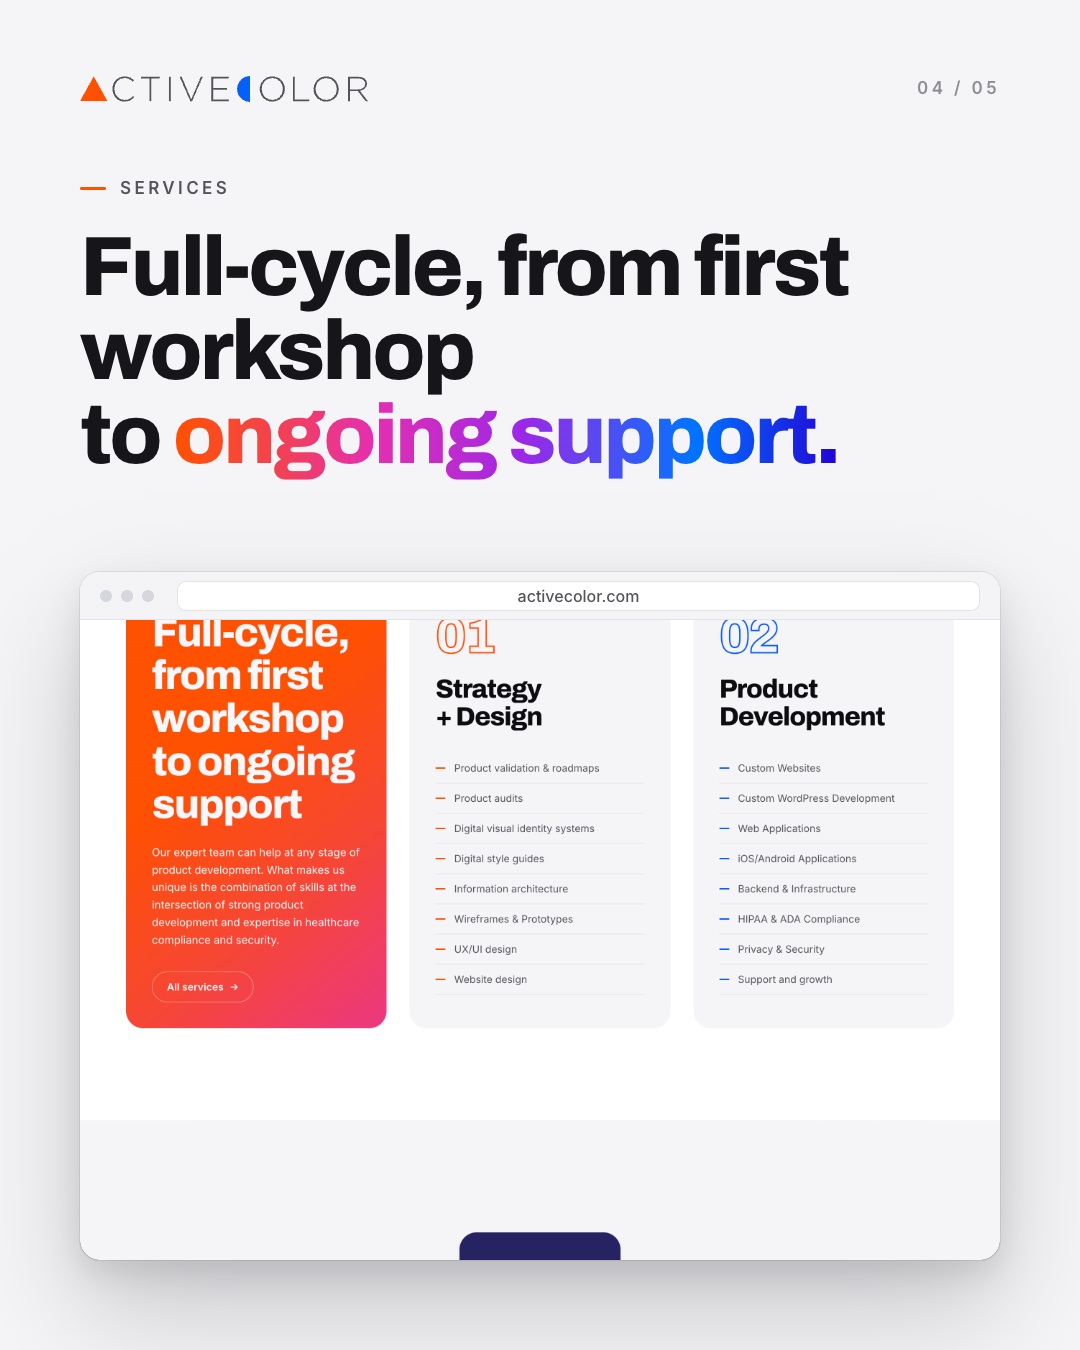 ACTIVECOLOR
04 / 05
SERVICES
Full-cycle, from first
workshop
to ongoing support.
activecolor.com
Full-cycle,
from first
workshop
to ongoing
support
Our expert team can help at any stage of
product development. What makes us
unique is the combination of skills at the
intersection of strong product
development and expertise in healthcare
compliance and security.
All services →
01
Strategy
+ Design
Product validation & roadmaps
Product audits
Digital visual identity systems
Digital style guides
Information architecture
Wireframes & Prototypes
UX/UI design
Website design
02
Product
Development
Custom Websites
Custom WordPress Development
Web Applications
iOS/Android Applications
Backend & Infrastructure
HIPAA & ADA Compliance
Privacy & Security
Support and growth